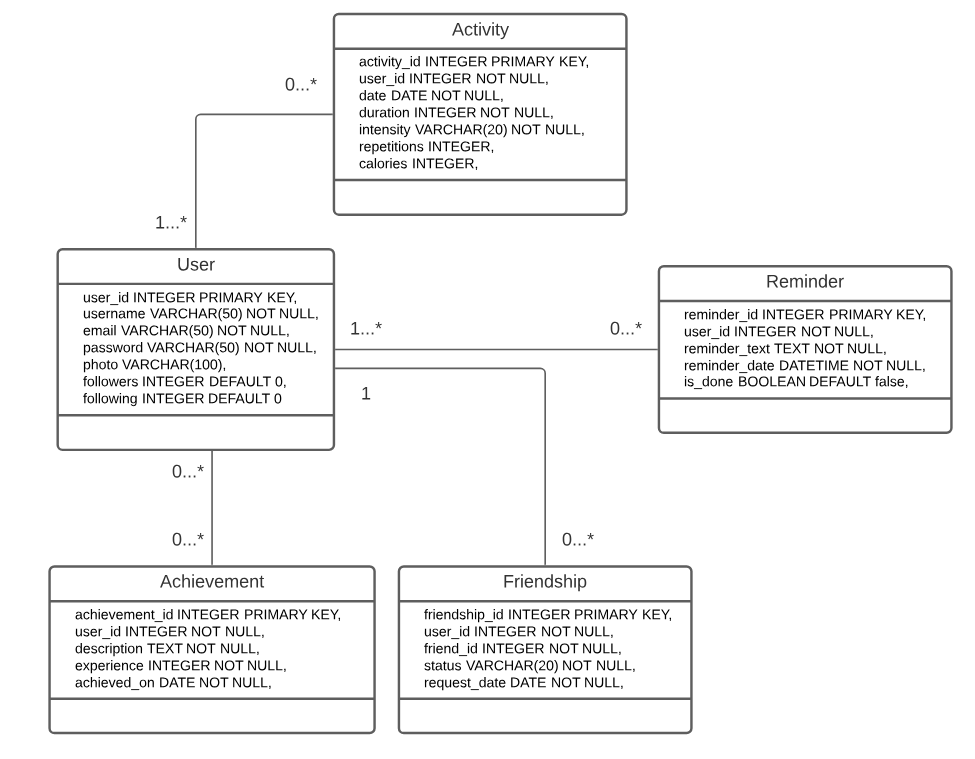 Activity
activity_id INTEGER PRIMARY KEY,
user_id INTEGER NOT NULL,
date DATE NOT NULL,
duration INTEGER NOT NULL,
intensity VARCHAR(20) NOT NULL,
repetitions INTEGER,
calories INTEGER,
0...*
1...*
User
user_id INTEGER PRIMARY KEY,
username VARCHAR(50) NOT NULL,
email VARCHAR(50) NOT NULL,
password VARCHAR(50) NOT NULL,
photo VARCHAR(100),
followers INTEGER DEFAULT 0,
following INTEGER DEFAULT 0
1...*
0...*
Reminder
reminder_id INTEGER PRIMARY KEY,
user_id INTEGER NOT NULL,
reminder_text TEXT NOT NULL,
reminder_date DATETIME NOT NULL,
is_done BOOLEAN DEFAULT false,
1
0...*
0...*
0...*
Achievement
achievement_id INTEGER PRIMARY KEY,
user_id INTEGER NOT NULL,
description TEXT NOT NULL,
experience INTEGER NOT NULL,
achieved_on DATE NOT NULL,
Friendship
friendship_id INTEGER PRIMARY KEY,
user_id INTEGER NOT NULL,
friend_id INTEGER NOT NULL,
status VARCHAR(20) NOT NULL,
request_date DATE NOT NULL,